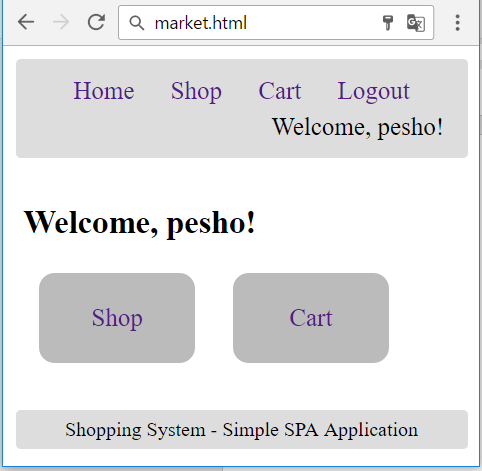 market.html
Home Shop Cart Logout
Welcome, pesho!
Welcome, pesho!
Shop Cart
Shopping System - Simple SPA Application